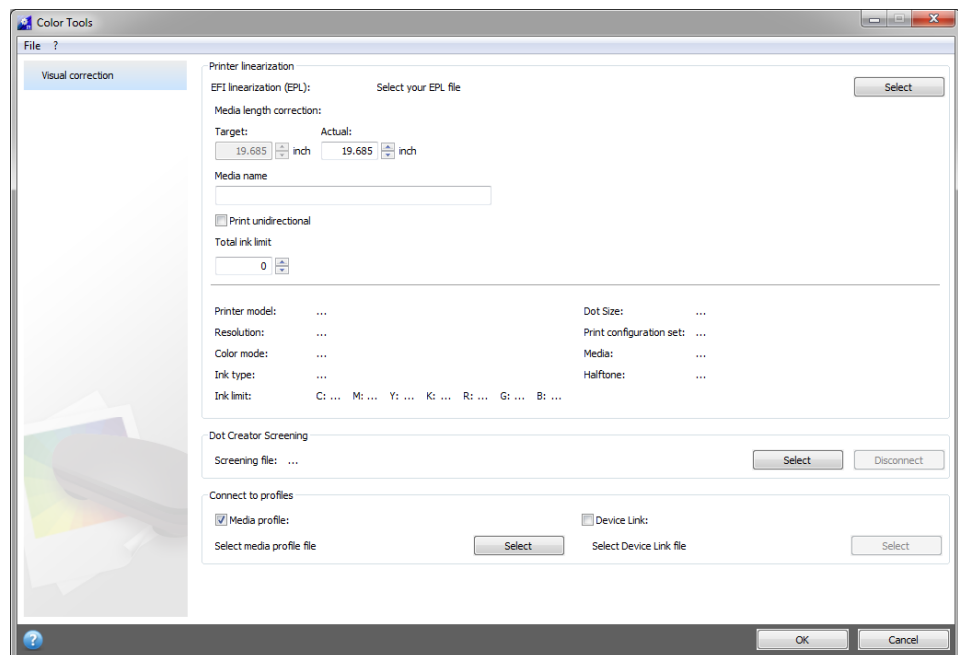 Color Tools
File ?
Visual correction
Printer linearization
EFI linearization (EPL): Select your EPL file Select
Media length correction:
Target: Actual:
19.685 inch 19.685 inch
Media name
Print unidirectional
Total ink limit
0
Printer model: ... Dot Size: ...
Resolution: ... Print configuration set: ...
Color mode: ... Media: ...
Ink type: ... Halftone: ...
Ink limit: C: ... M: ... Y: ... K: ... R: ... G: ... B: ...
Dot Creator Screening
Screening file: ... Select Disconnect
Connect to profiles
Media profile: Device Link:
Select media profile file Select Select Device Link file Select
? OK Cancel